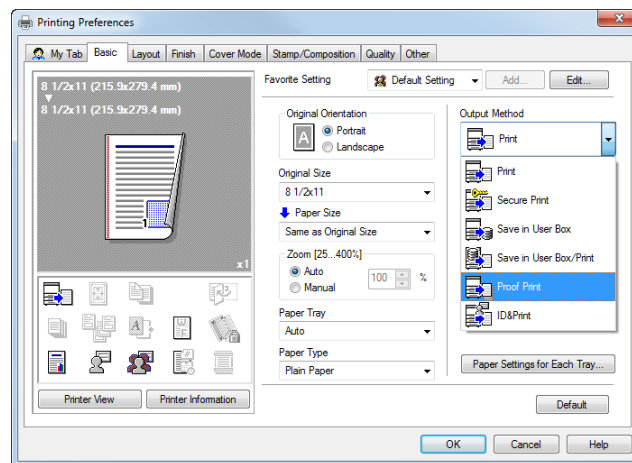 Printing Preferences
My Tab Basic Layout Finish Cover Mode Stamp/Composition Quality Other
8 1/2x11 (215.9x279.4 mm)
8 1/2x11 (215.9x279.4 mm)
1
x1
Printer View Printer Information
Favorite Setting Default Setting Add... Edit...
Original Orientation
A
Portrait
Landscape
Original Size
8 1/2x11
Paper Size
Same as Original Size
Zoom [25...400%]
Auto
Manual
100 %
Paper Tray
Auto
Paper Type
Plain Paper
Output Method
Print
Print
Secure Print
Save in User Box
Save in User Box/Print
Proof Print
ID&Print
Paper Settings for Each Tray...
Default
OK Cancel Help